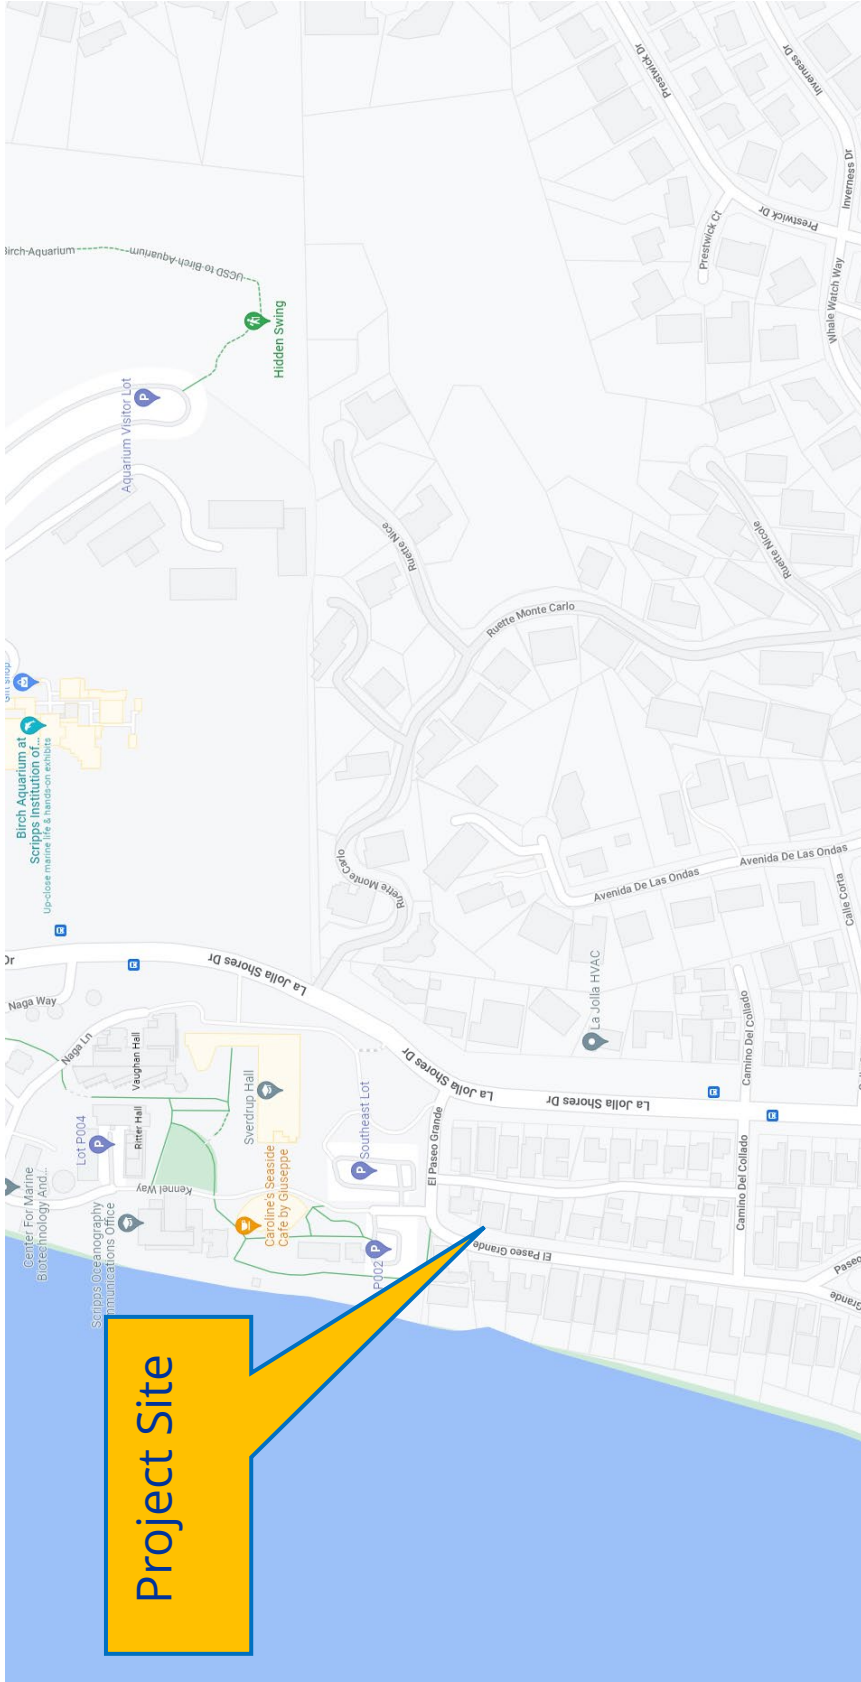 Project Site
Center For Marine
Biotechnology And...
Scripps Oceanography
mmunications Office
Lot P004
Ritter Hall
Vaughan Hall
Naga Ln
Naga Way
Dr
Kennel Way
Sverdrup Hall
Caroline's Seaside
Cafe by Giuseppe
P002
Southeast Lot
El Paseo Grande
El Paseo Grande
La Jolla Shores Dr
La Jolla Shores Dr
La Jolla Shores Dr
La Jolla Shores Dr
Camino Del Collado
Camino Del Collado
Paseo
Grande
La Jolla HVAC
Avenida De Las Ondas
Avenida De Las Ondas
Calle Corta
Birch Aquarium at
Scripps Institution of...
Up-close marine life & hands-on exhibits
Gift Shop
Aquarium Visitor Lot
Hidden Swing
UCSD to Birch-Aquarium
Birch-Aquarium
Ruette Monte Carlo
Ruette Monte Carlo
Ruette Nice
Ruette Nicole
Prestwick Ct
Prestwick Dr
Prestwick Dr
Whale Watch Way
Inverness Dr
Inverness Dr